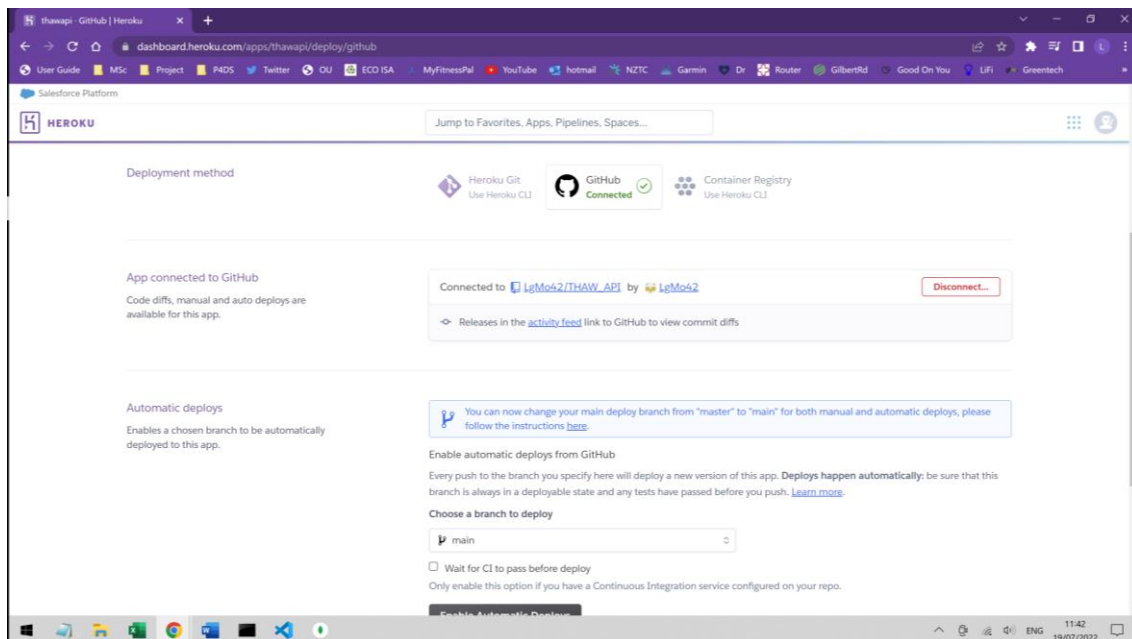 thawapi · GitHub | Heroku
dashboard.heroku.com/apps/thawapi/deploy/github
User Guide MSc Project P4DS Twitter OU ECO ISA MyFitnessPal YouTube hotmail NZTC Garmin Dr Router GilbertRd Good On You LiFi Greentech
Salesforce Platform
HEROKU
Jump to Favorites, Apps, Pipelines, Spaces...
Deployment method
Heroku Git
Use Heroku CLI
GitHub
Connected
Container Registry
Use Heroku CLI
App connected to GitHub
Code diffs, manual and auto deploys are
available for this app.
Connected to LgMo42/THAW_API by LgMo42
Disconnect...
Releases in the activity feed link to GitHub to view commit diffs
Automatic deploys
Enables a chosen branch to be automatically
deployed to this app.
You can now change your main deploy branch from "master" to "main" for both manual and automatic deploys, please
follow the instructions here.
Enable automatic deploys from GitHub
Every push to the branch you specify here will deploy a new version of this app. Deploys happen automatically: be sure that this
branch is always in a deployable state and any tests have passed before you push. Learn more.
Choose a branch to deploy
main
Wait for CI to pass before deploy
Only enable this option if you have a Continuous Integration service configured on your repo.
Enable Automatic Deploys
ENG
11:42
19/07/2022